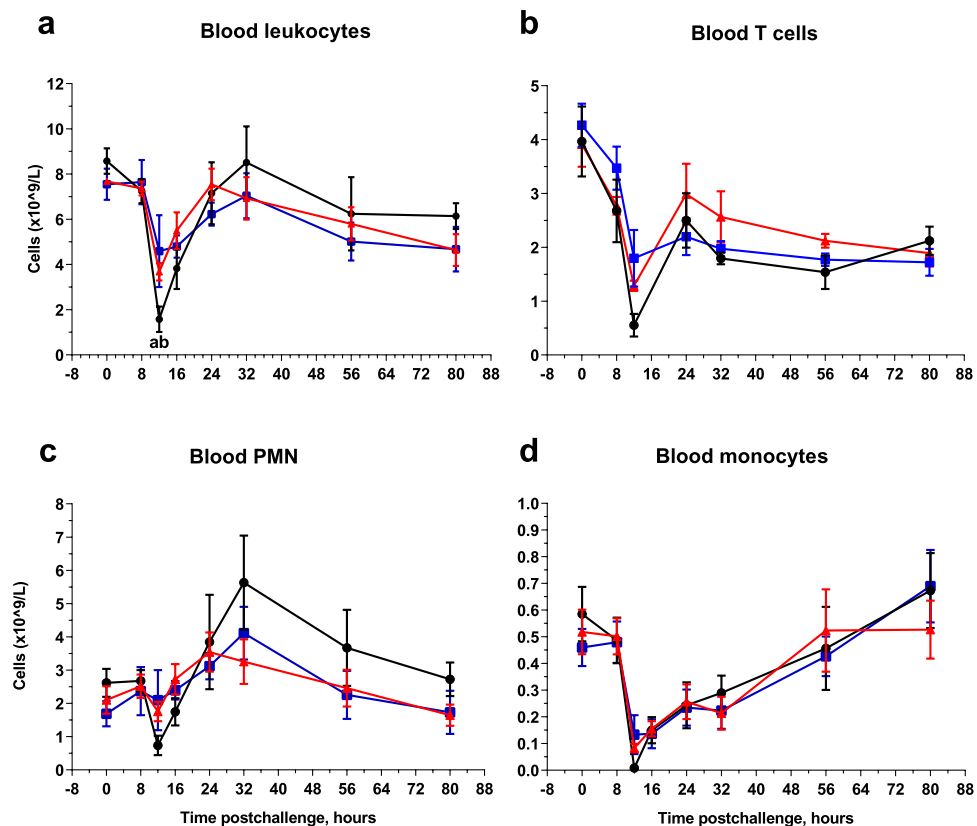 a
Blood leukocytes
Cells (x10^9/L)
12
10
8
6
4
2
0
ab
-8 0 8 16 24 32 40 48 56 64 72 80 88
b
Blood T cells
5
4
3
2
1
0
-8 0 8 16 24 32 40 48 56 64 72 80 88
c
Blood PMN
Cells (x10^9/L)
8
7
6
5
4
3
2
1
0
-8 0 8 16 24 32 40 48 56 64 72 80 88
Time postchallenge, hours
d
Blood monocytes
1.0
0.9
0.8
0.7
0.6
0.5
0.4
0.3
0.2
0.1
0.0
-8 0 8 16 24 32 40 48 56 64 72 80 88
Time postchallenge, hours